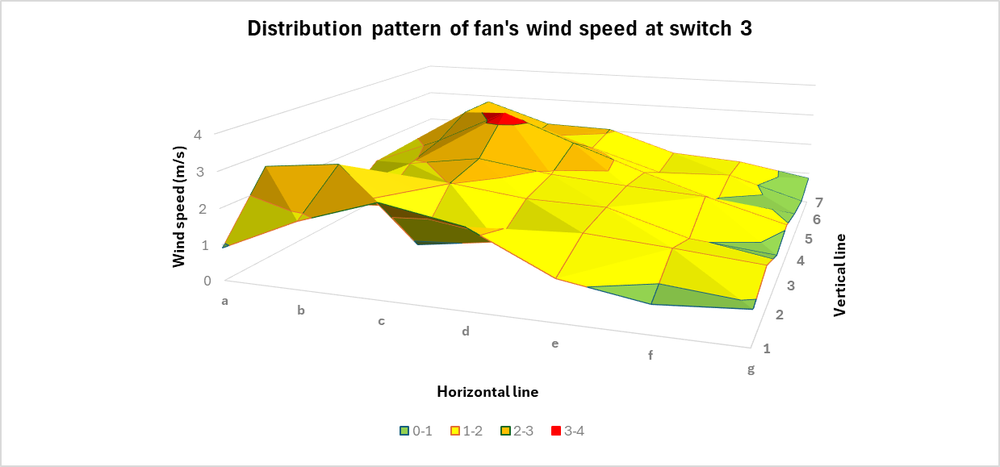 Distribution pattern of fan's wind speed at switch 3
Wind speed (m/s)
4
3
2
1
0
a
b
c
d
e
f
g
Horizontal line
1
2
3
4
5
6
7
Vertical line
0-1 1-2 2-3 3-4